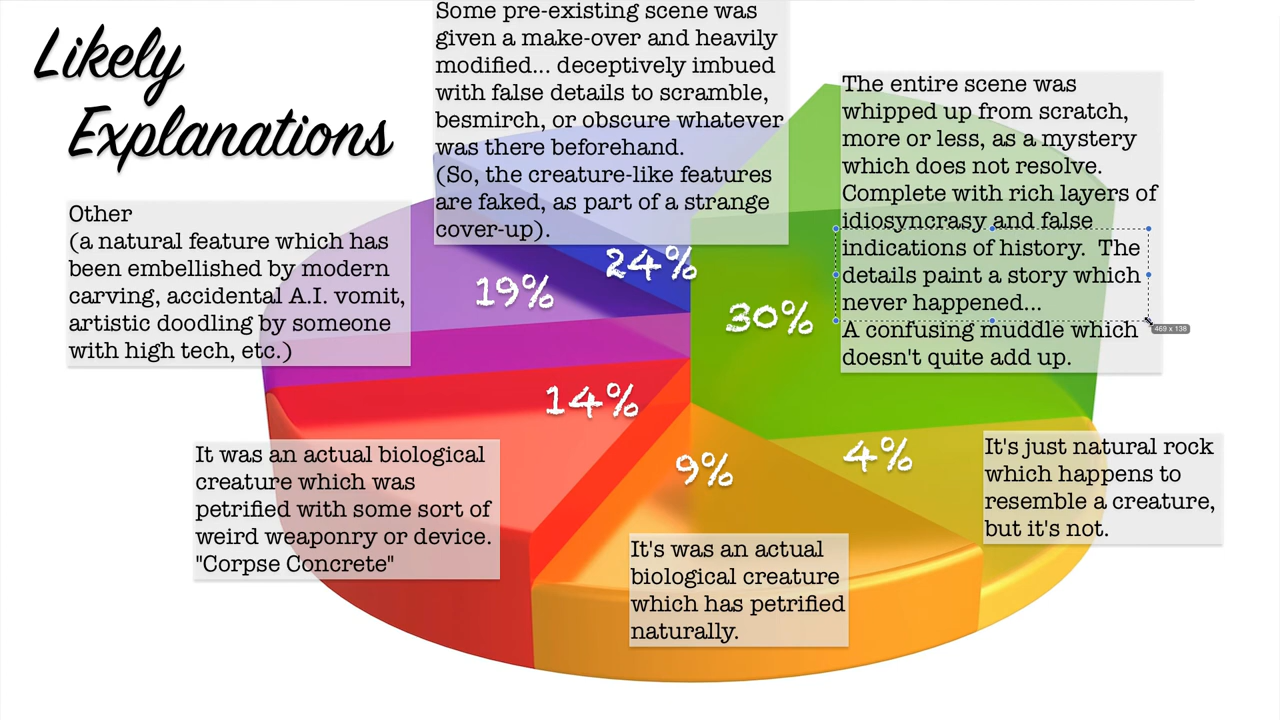 Likely
Explanations
Some pre-existing scene was
given a make-over and heavily
modified... deceptively imbued
with false details to scramble,
besmirch, or obscure whatever
was there beforehand.
(So, the creature-like features
are faked, as part of a strange
cover-up).
The entire scene was
whipped up from scratch,
more or less, as a mystery
which does not resolve.
Complete with rich layers of
idiosyncrasy and false
indications of history. The
details paint a story which
never happened...
A confusing muddle which
doesn't quite add up.
469 x 138
Other
(a natural feature which has
been embellished by modern
carving, accidental A.I. vomit,
artistic doodling by someone
with high tech, etc.)
24%
19%
30%
14%
9%
4%
It was an actual biological
creature which was
petrified with some sort of
weird weaponry or device.
"Corpse Concrete"
It's was an actual
biological creature
which has petrified
naturally.
It's just natural rock
which happens to
resemble a creature,
but it's not.